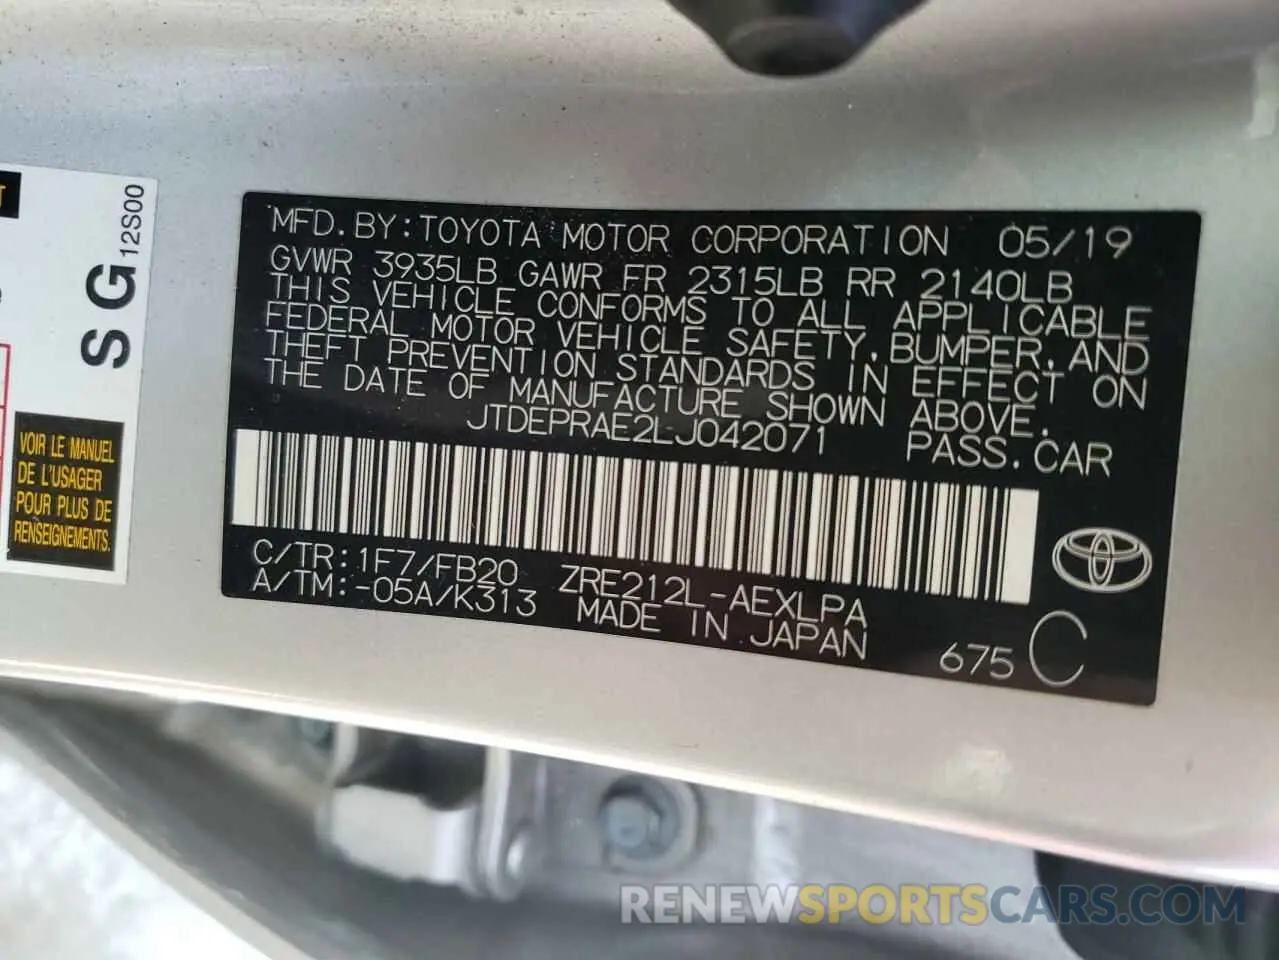 MFD.BY:TOYOTA MOTOR CORPORATION 05/19
GVWR 3935LB GAWR FR 2315LB RR 2140LB
THIS VEHICLE CONFORMS TO ALL APPLICABLE
FEDERAL MOTOR VEHICLE SAFETY,BUMPER,AND
THEFT PREVENTION STANDARDS IN EFFECT ON
THE DATE OF MANUFACTURE SHOWN ABOVE.
JTDEPRAE2LJ042071 PASS.CAR
C/TR:1F7/FB20 ZRE212L-AEXLPA
A/TM:-05A/K313 MADE IN JAPAN
675 C
SG
12S00
VOIR LE MANUEL
DE L'USAGER
POUR PLUS DE
RENSEIGNEMENTS.
RENEWSPORTSCARS.COM